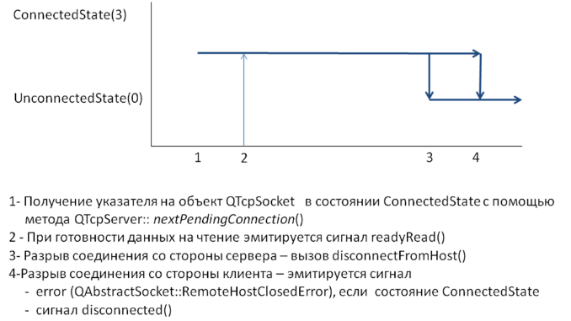 ConnectedState(3)
UnconnectedState(0)
1 2 3 4
1- Получение указателя на объект QTcpSocket в состоянии ConnectedState с помощью
метода QTcpServer:: nextPendingConnection()
2 - При готовности данных на чтение эмитируется сигнал readyRead()
3- Разрыв соединения со стороны сервера – вызов disconnectFromHost()
4-Разрыв соединения со стороны клиента – эмитируется сигнал
- error (QAbstractSocket::RemoteHostClosedError), если состояние ConnectedState
- сигнал disconnected()